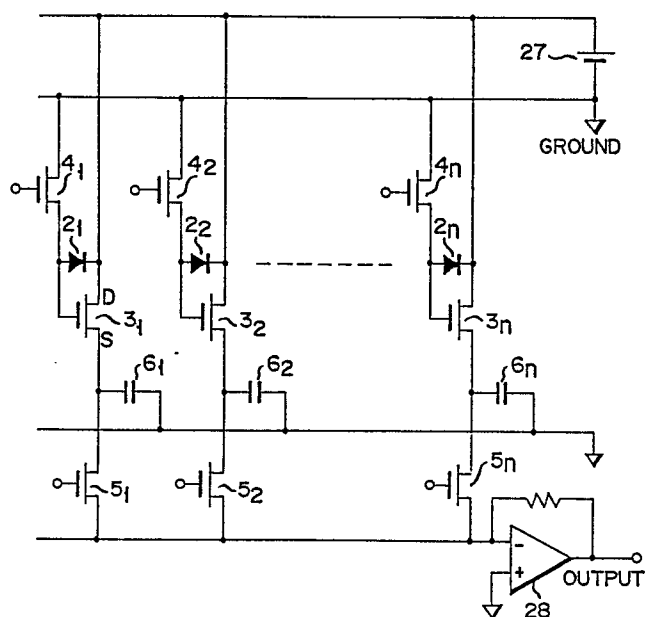 27
GROUND
4₁
4₂
4n
2₁
2₂
2n
D
S
3₁
3₂
3n
6₁
6₂
6n
5₁
5₂
5n
-
+
OUTPUT
28